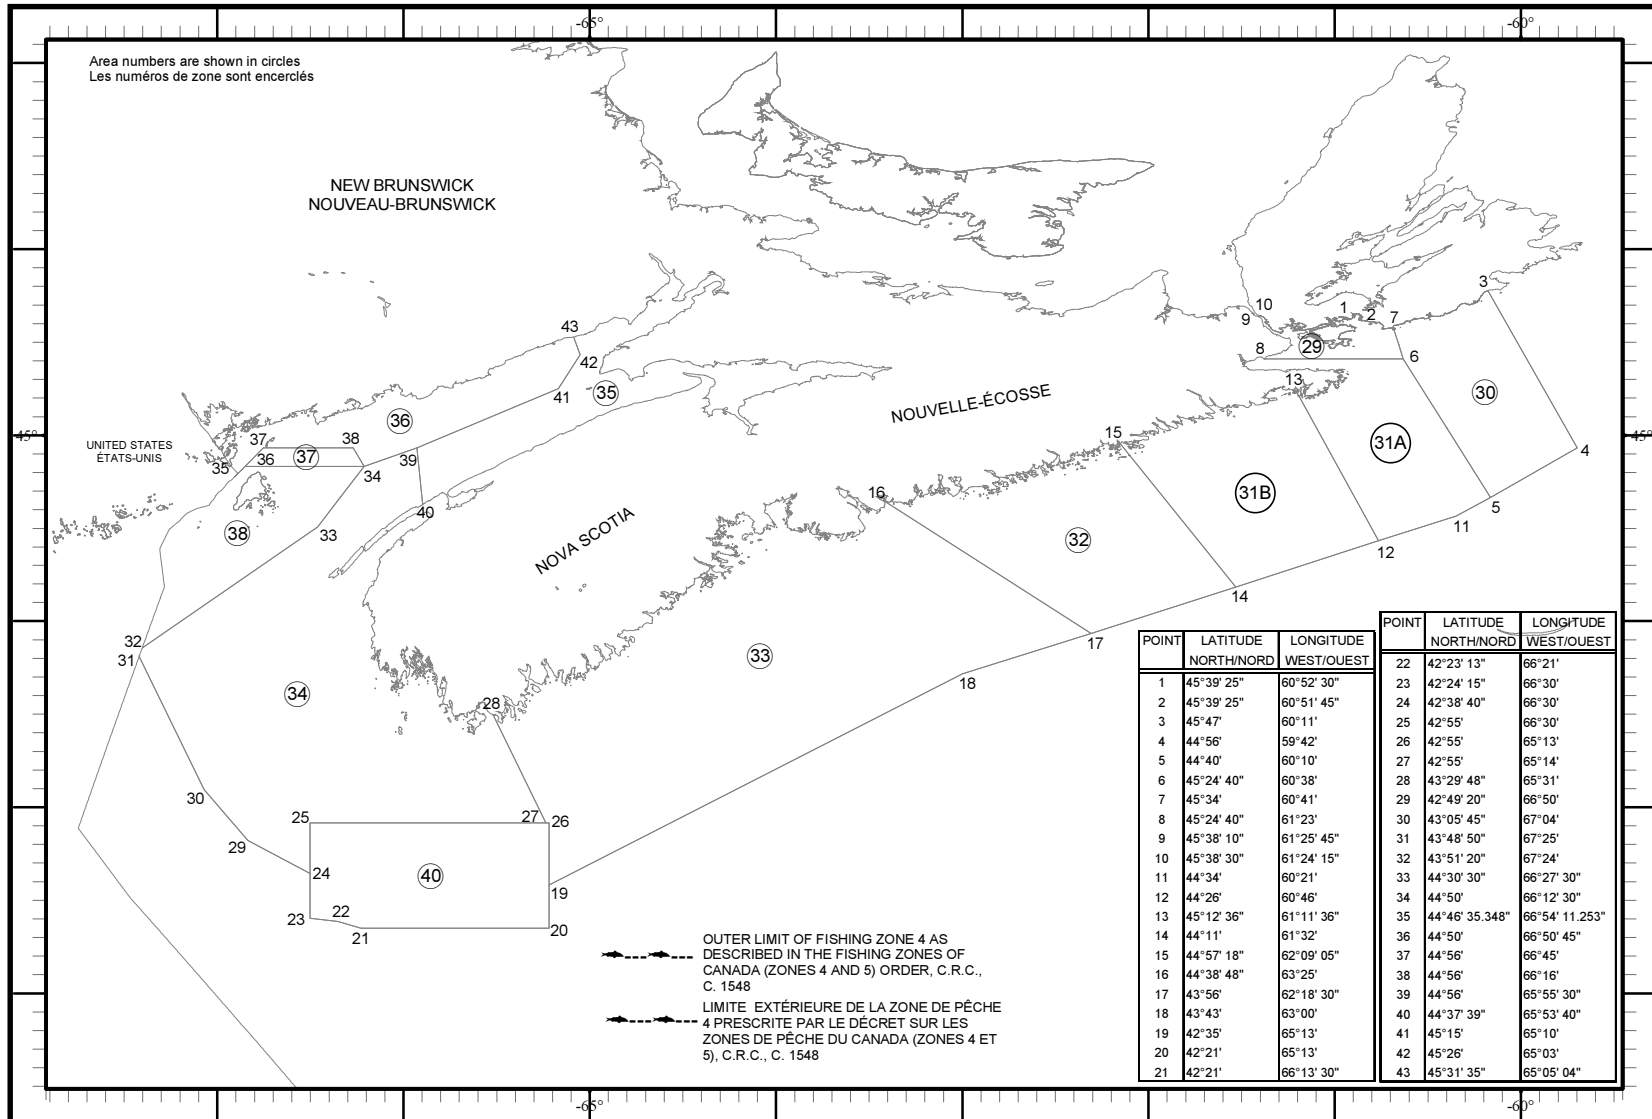 -65°
-60°
Area numbers are shown in circles
Les numéros de zone sont encerclés
NEW BRUNSWICK
NOUVEAU-BRUNSWICK
3
10
1
2
7
9
43
29
8
6
42
13
41
35
30
NOUVELLE-ÉCOSSE
36
45°
45°
UNITED STATES
ÉTATS-UNIS
37
38
15
31A
4
36
37
39
35
34
31B
16
5
11
40
NOVA SCOTIA
38
33
32
12
14
32
31
33
17
18
34
28
30
25
27
26
29
24
40
19
23
22
21
20
OUTER LIMIT OF FISHING ZONE 4 AS
DESCRIBED IN THE FISHING ZONES OF
CANADA (ZONES 4 AND 5) ORDER, C.R.C.,
C. 1548
LIMITE EXTÉRIEURE DE LA ZONE DE PÊCHE
4 PRESCRITE PAR LE DÉCRET SUR LES
ZONES DE PÊCHE DU CANADA (ZONES 4 ET
5), C.R.C., C. 1548
POINT LATITUDE LONGITUDE
NORTH/NORD WEST/OUEST
1 45°39' 25" 60°52' 30"
2 45°39' 25" 60°51' 45"
3 45°47' 60°11'
4 44°56' 59°42'
5 44°40' 60°10'
6 45°24' 40" 60°38'
7 45°34' 60°41'
8 45°24' 40" 61°23'
9 45°38' 10" 61°25' 45"
10 45°38' 30" 61°24' 15"
11 44°34' 60°21'
12 44°26' 60°46'
13 45°12' 36" 61°11' 36"
14 44°11' 61°32'
15 44°57' 18" 62°09' 05"
16 44°38' 48" 63°25'
17 43°56' 62°18' 30"
18 43°43' 63°00'
19 42°35' 65°13'
20 42°21' 65°13'
21 42°21' 66°13' 30"
POINT LATITUDE LONGITUDE
NORTH/NORD WEST/OUEST
22 42°23' 13" 66°21'
23 42°24' 15" 66°30'
24 42°38' 40" 66°30'
25 42°55' 66°30'
26 42°55' 65°13'
27 42°55' 65°14'
28 43°29' 48" 65°31'
29 42°49' 20" 66°50'
30 43°05' 45" 67°04'
31 43°48' 50" 67°25'
32 43°51' 20" 67°24'
33 44°30' 30" 66°27' 30"
34 44°50' 66°12' 30"
35 44°46' 35.348" 66°54' 11.253"
36 44°50' 66°50' 45"
37 44°56' 66°45'
38 44°56' 66°16'
39 44°56' 65°55' 30"
40 44°37' 39" 65°53' 40"
41 45°15' 65°10'
42 45°26' 65°03'
43 45°31' 35" 65°05' 04"
-65°
-60°